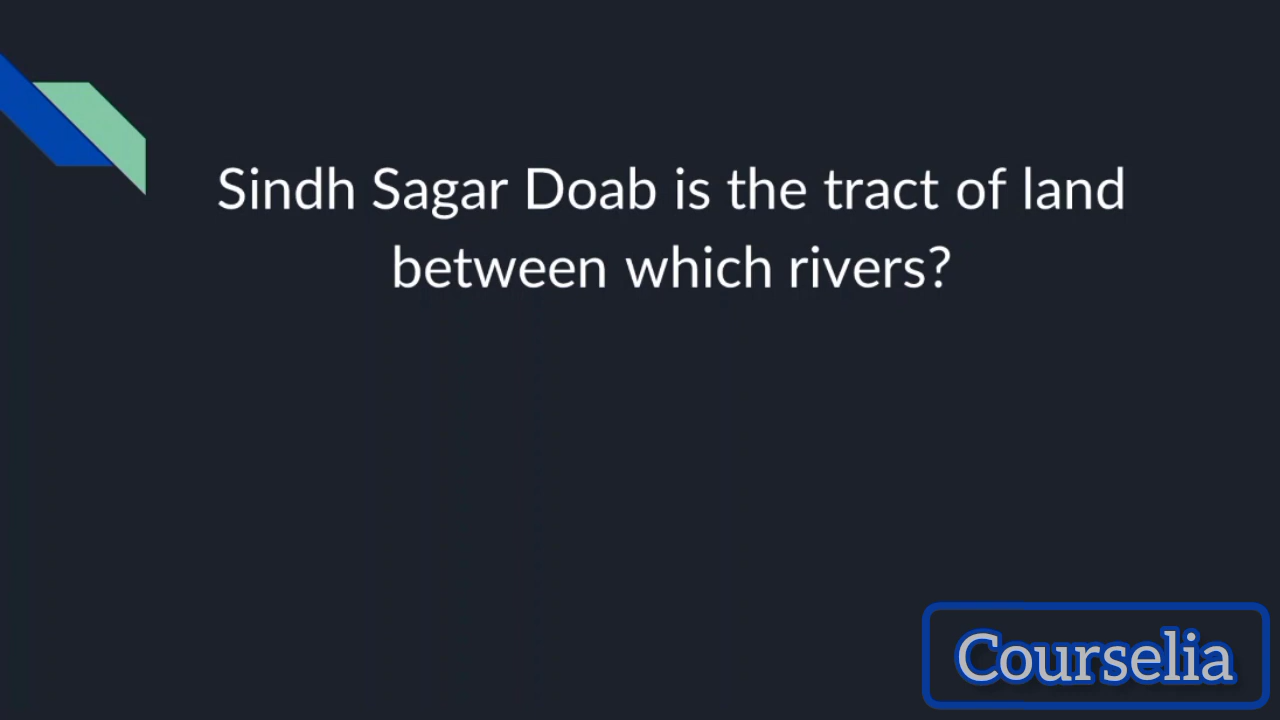 Sindh Sagar Doab is the tract of land
between which rivers?
Courselia